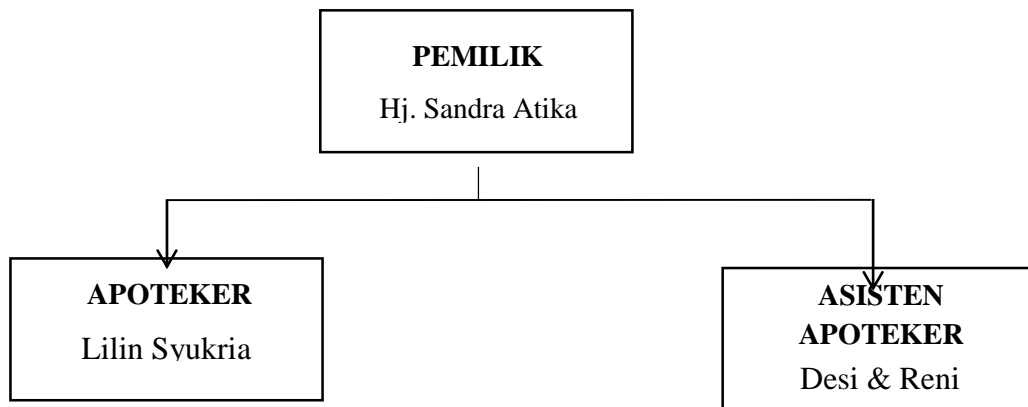 PEMILIK
Hj. Sandra Atika
APOTEKER
Lilin Syukria
ASISTEN
APOTEKER
Desi & Reni